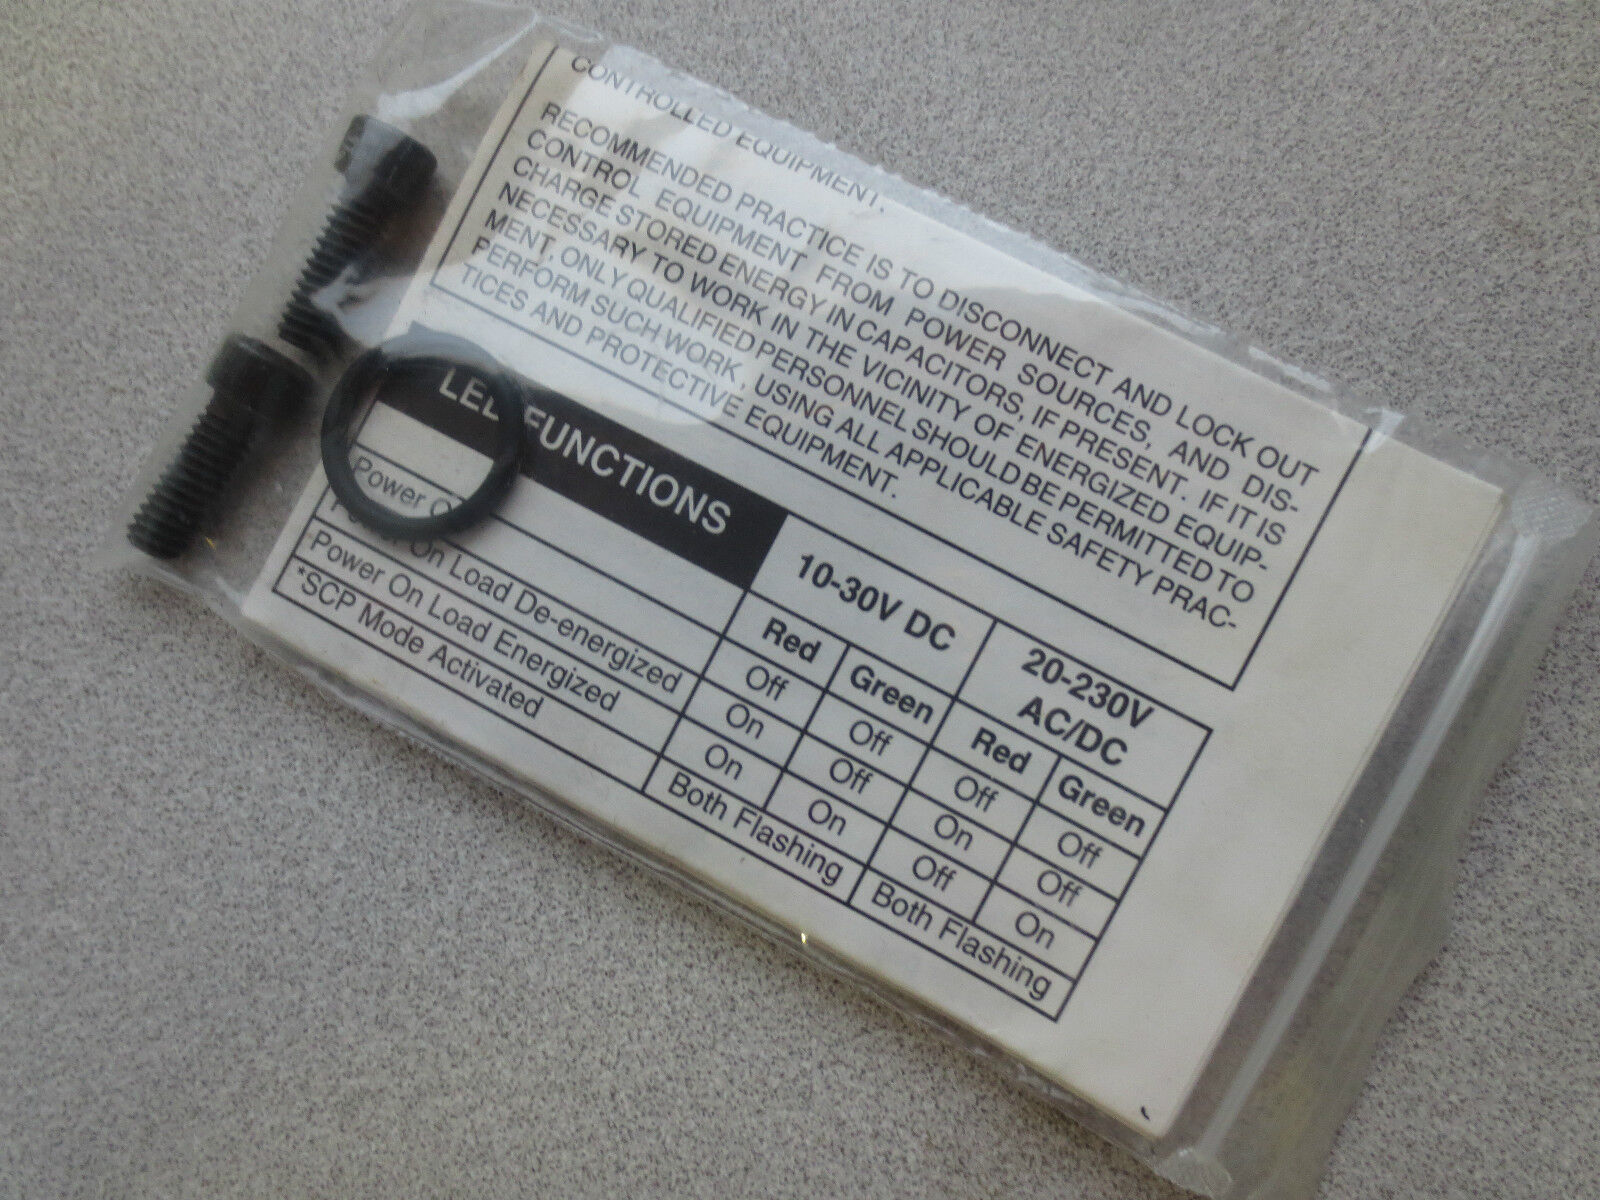 CONTROLLED EQUIPMENT.
RECOMMENDED PRACTICE IS TO DISCONNECT AND LOCK OUT
CONTROL EQUIPMENT FROM POWER SOURCES, AND DIS-
CHARGE STORED ENERGY IN CAPACITORS, IF PRESENT. IF IT IS
NECESSARY TO WORK IN THE VICINITY OF ENERGIZED EQUIP-
MENT, ONLY QUALIFIED PERSONNEL SHOULD BE PERMITTED TO
PERFORM SUCH WORK, USING ALL APPLICABLE SAFETY PRAC-
TICES AND PROTECTIVE EQUIPMENT.
LED FUNCTIONS
10-30V DC
20-230V
AC/DC
Red Green Red Green
Power Off Off Off Off
Power On Load De-energized On Off On Off
Power On Load Energized On On Off On
*SCP Mode Activated Both Flashing Both Flashing